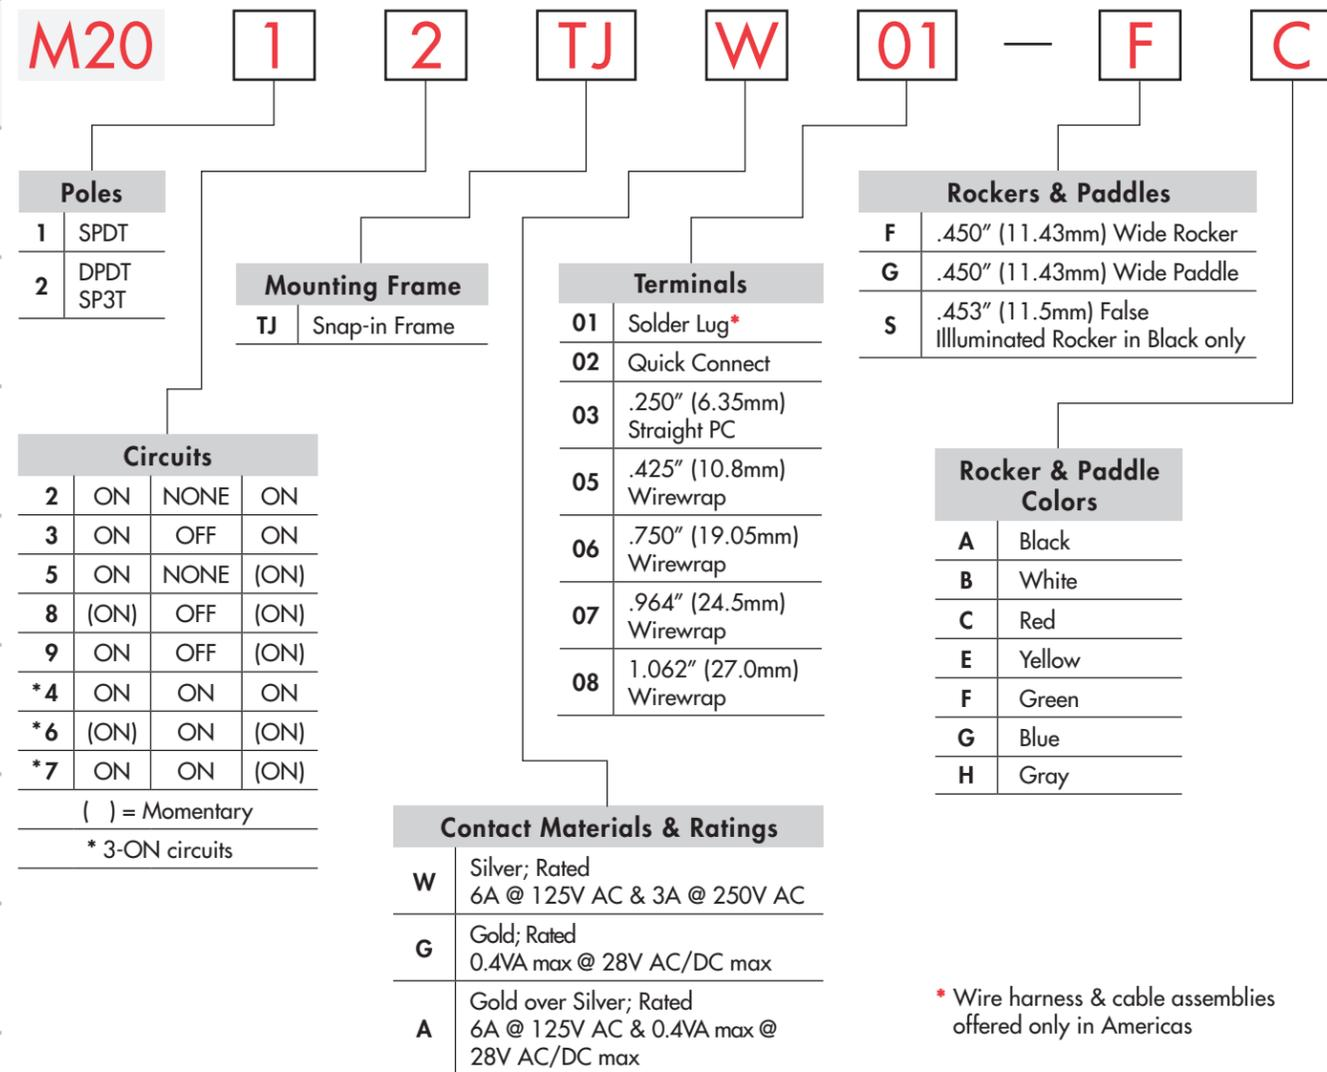 M20 1 2 TJ W 01 — F C
Poles
1 SPDT
2 DPDT
SP3T
Mounting Frame
TJ Snap-in Frame
Circuits
2 ON NONE ON
3 ON OFF ON
5 ON NONE (ON)
8 (ON) OFF (ON)
9 ON OFF (ON)
*4 ON ON ON
*6 (ON) ON (ON)
*7 ON ON (ON)
( ) = Momentary
* 3-ON circuits
Terminals
01 Solder Lug*
02 Quick Connect
03 .250” (6.35mm)
Straight PC
05 .425” (10.8mm)
Wirewrap
06 .750” (19.05mm)
Wirewrap
07 .964” (24.5mm)
Wirewrap
08 1.062” (27.0mm)
Wirewrap
Contact Materials & Ratings
W Silver; Rated
6A @ 125V AC & 3A @ 250V AC
G Gold; Rated
0.4VA max @ 28V AC/DC max
A Gold over Silver; Rated
6A @ 125V AC & 0.4VA max @
28V AC/DC max
Rockers & Paddles
F .450” (11.43mm) Wide Rocker
G .450” (11.43mm) Wide Paddle
S .453” (11.5mm) False
Illluminated Rocker in Black only
Rocker & Paddle
Colors
A Black
B White
C Red
E Yellow
F Green
G Blue
H Gray
* Wire harness & cable assemblies
offered only in Americas